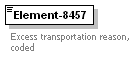 Element-8457
Excess transportation reason,
coded